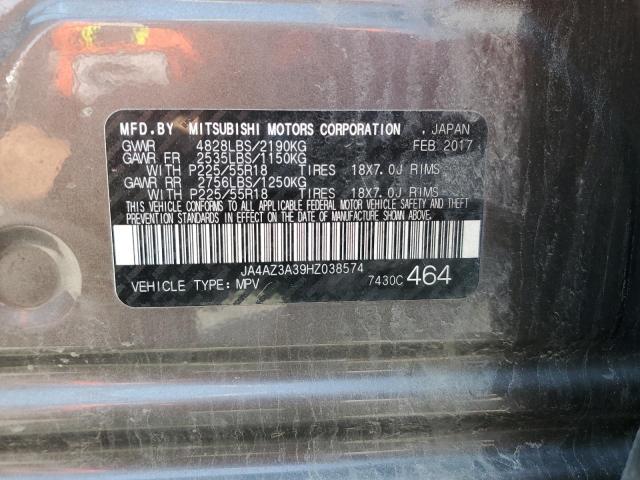 MFD.BY MITSUBISHI MOTORS CORPORATION , JAPAN
GVWR 4828LBS/2190KG FEB 2017
GAWR FR 2535LBS/1150KG
WITH P225/55R18 TIRES 18X7.0J RIMS
GAWR RR 2756LBS/1250KG
WITH P225/55R18 TIRES 18X7.0J RIMS
THIS VEHICLE CONFORMS TO ALL APPLICABLE FEDERAL MOTOR VEHICLE SAFETY AND THEFT
PREVENTION STANDARDS IN EFFECT ON THE DATE OF MANUFACTURE SHOWN ABOVE.
JA4AZ3A39HZ038574
VEHICLE TYPE: MPV 7430C 464